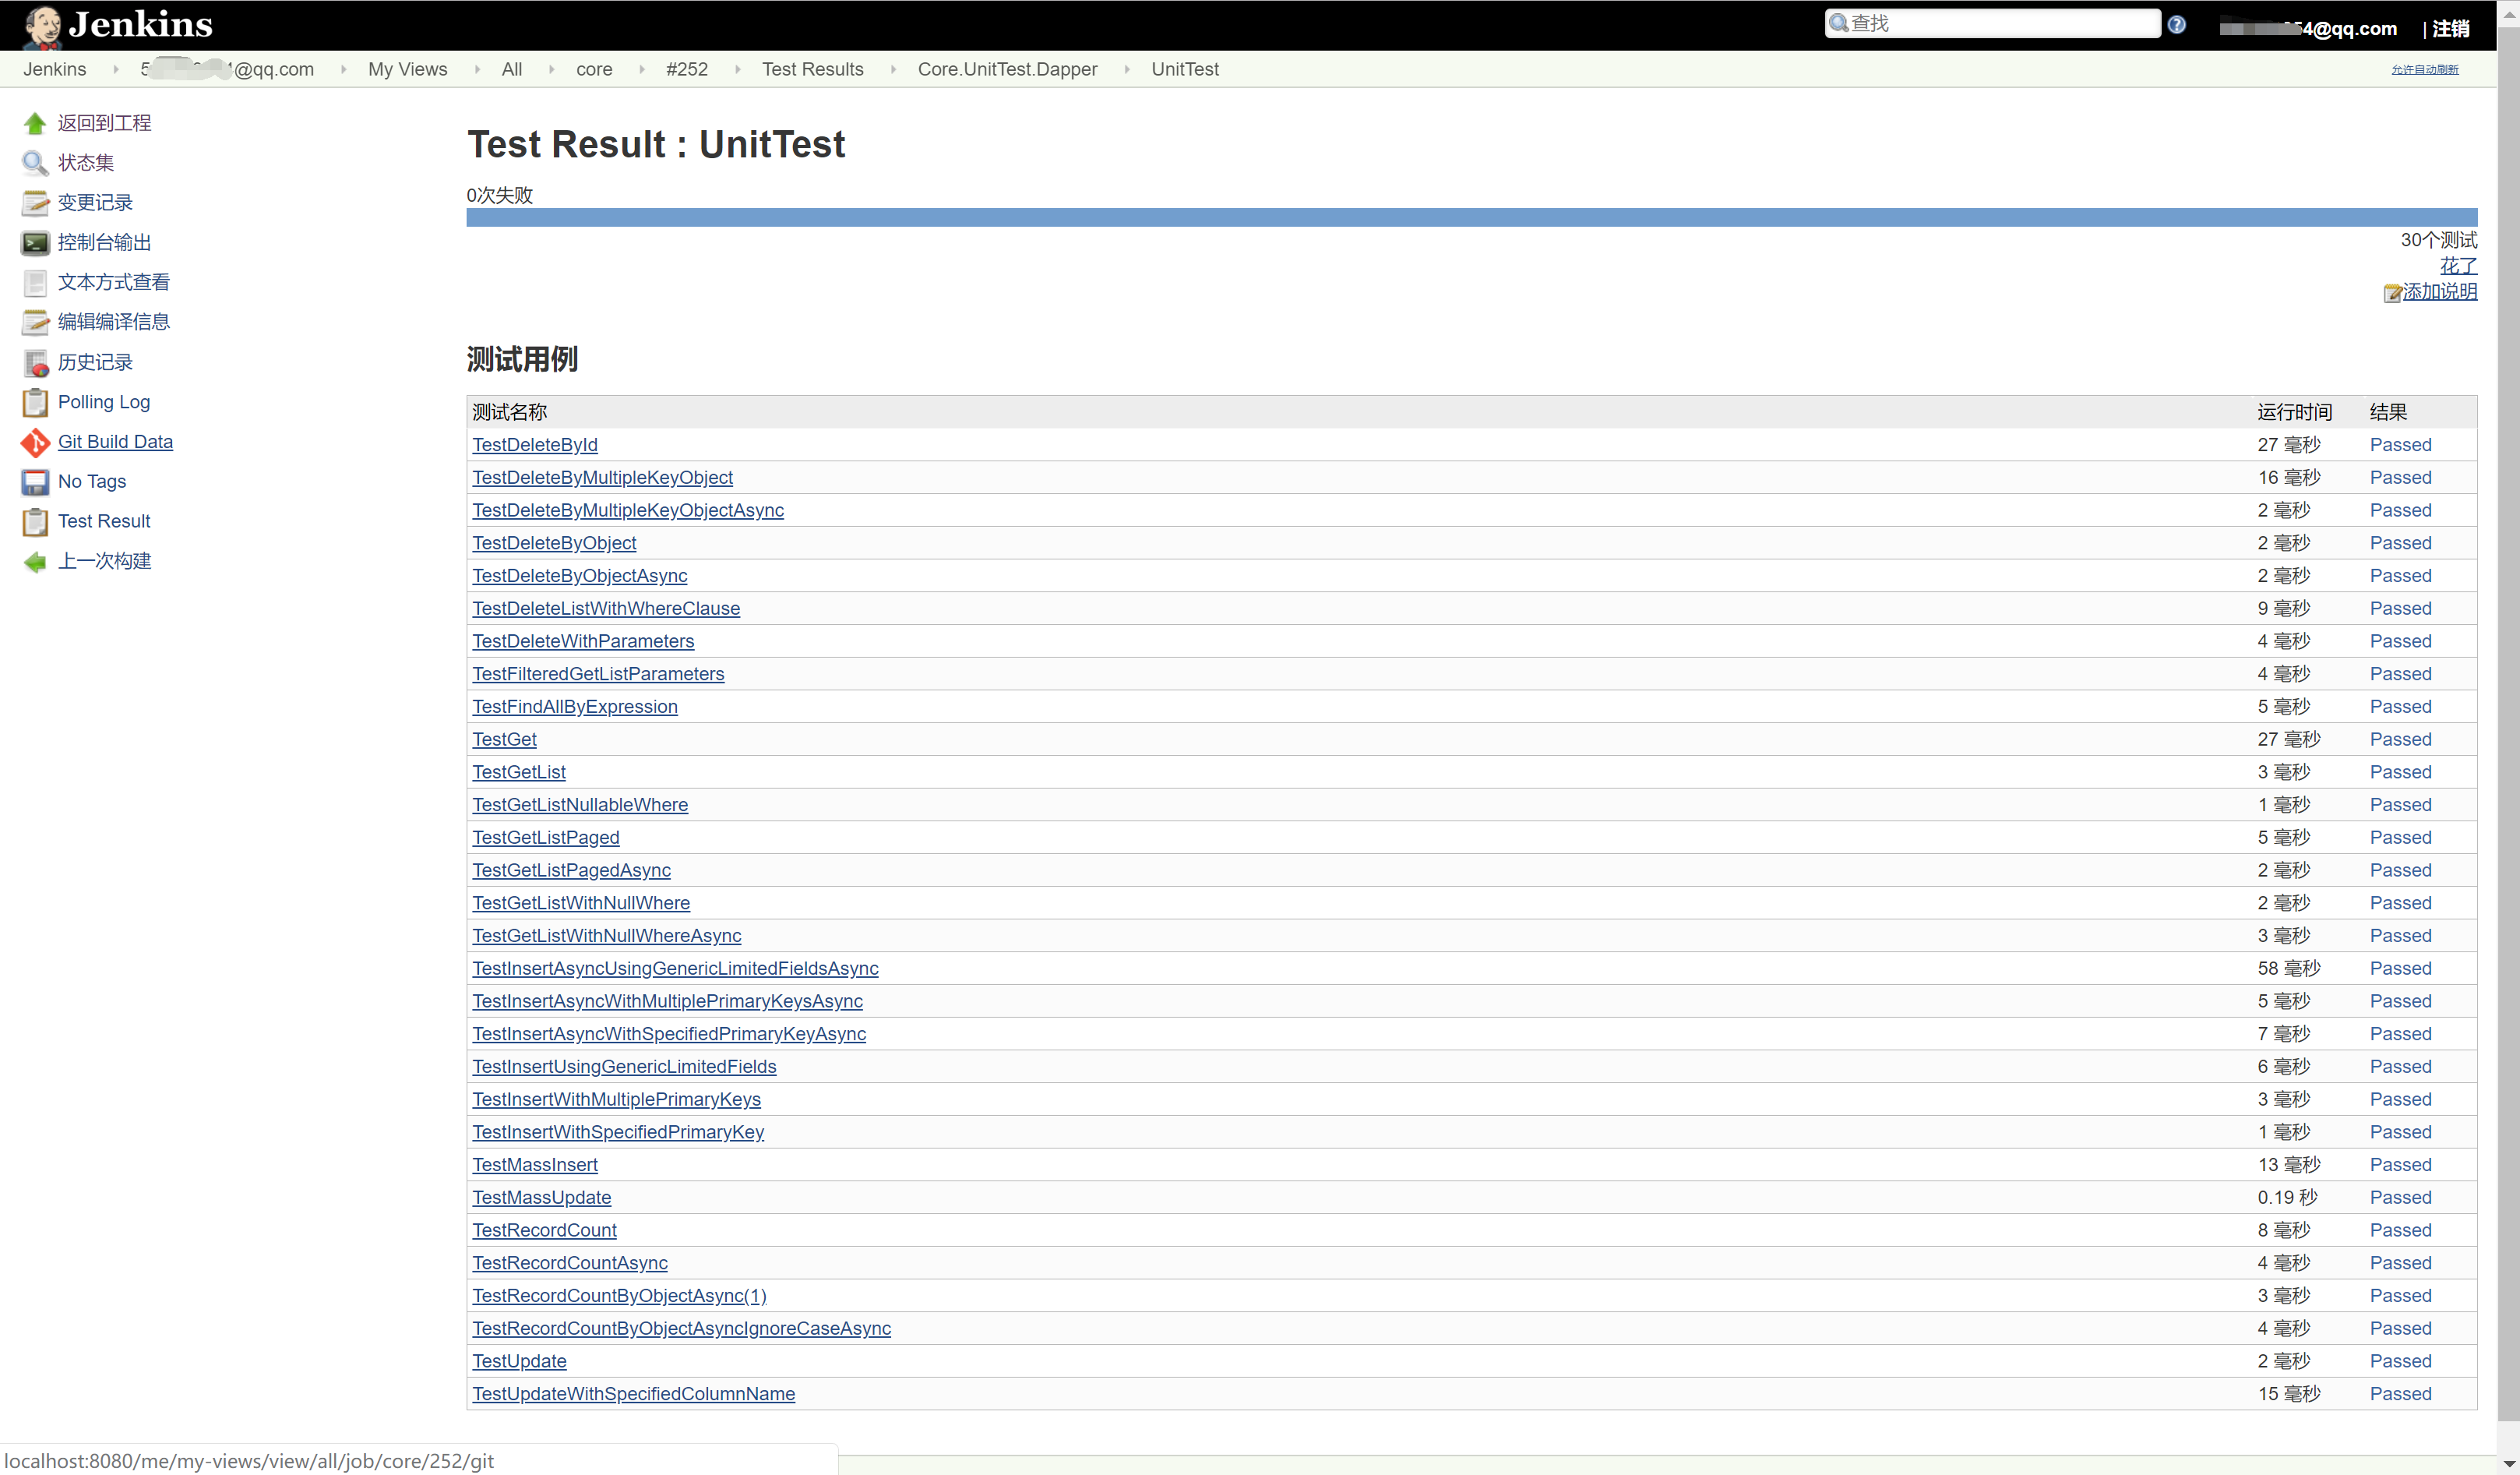 Jenkins
查找
4@qq.com | 注销
Jenkins @qq.com My Views All core #252 Test Results Core.UnitTest.Dapper UnitTest
允许自动刷新
返回到工程
状态集
变更记录
控制台输出
文本方式查看
编辑编译信息
历史记录
Polling Log
Git Build Data
No Tags
Test Result
上一次构建
Test Result : UnitTest
0次失败
30个测试
花了
添加说明
测试用例
测试名称 运行时间 结果
TestDeleteById 27 毫秒 Passed
TestDeleteByMultipleKeyObject 16 毫秒 Passed
TestDeleteByMultipleKeyObjectAsync 2 毫秒 Passed
TestDeleteByObject 2 毫秒 Passed
TestDeleteByObjectAsync 2 毫秒 Passed
TestDeleteListWithWhereClause 9 毫秒 Passed
TestDeleteWithParameters 4 毫秒 Passed
TestFilteredGetListParameters 4 毫秒 Passed
TestFindAllByExpression 5 毫秒 Passed
TestGet 27 毫秒 Passed
TestGetList 3 毫秒 Passed
TestGetListNullableWhere 1 毫秒 Passed
TestGetListPaged 5 毫秒 Passed
TestGetListPagedAsync 2 毫秒 Passed
TestGetListWithNullWhere 2 毫秒 Passed
TestGetListWithNullWhereAsync 3 毫秒 Passed
TestInsertAsyncUsingGenericLimitedFieldsAsync 58 毫秒 Passed
TestInsertAsyncWithMultiplePrimaryKeysAsync 5 毫秒 Passed
TestInsertAsyncWithSpecifiedPrimaryKeyAsync 7 毫秒 Passed
TestInsertUsingGenericLimitedFields 6 毫秒 Passed
TestInsertWithMultiplePrimaryKeys 3 毫秒 Passed
TestInsertWithSpecifiedPrimaryKey 1 毫秒 Passed
TestMassInsert 13 毫秒 Passed
TestMassUpdate 0.19 秒 Passed
TestRecordCount 8 毫秒 Passed
TestRecordCountAsync 4 毫秒 Passed
TestRecordCountByObjectAsync(1) 3 毫秒 Passed
TestRecordCountByObjectAsyncIgnoreCaseAsync 4 毫秒 Passed
TestUpdate 2 毫秒 Passed
TestUpdateWithSpecifiedColumnName 15 毫秒 Passed
localhost:8080/me/my-views/view/all/job/core/252/git